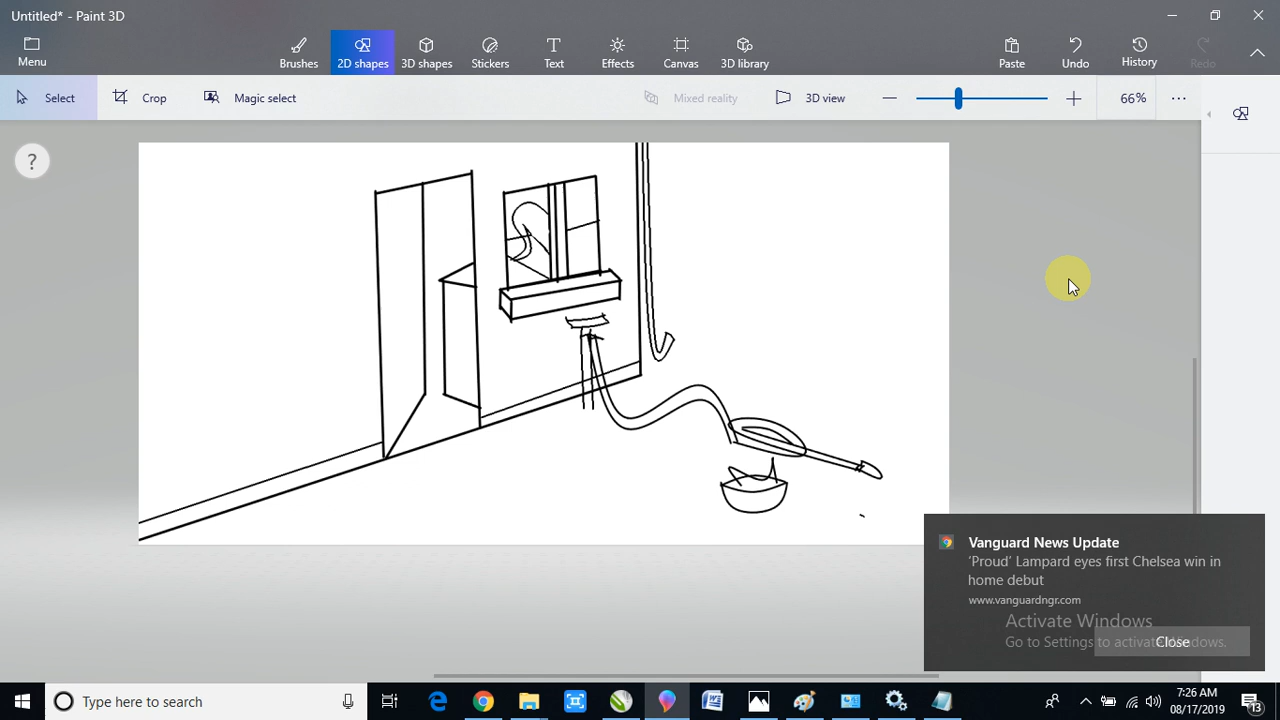 Untitled* - Paint 3D
Menu
Brushes
2D shapes
3D shapes
Stickers
Text
Effects
Canvas
3D library
Paste
Undo
History
Redo
Select
Crop
Magic select
Mixed reality
3D view
66%
?
Vanguard News Update
'Proud' Lampard eyes first Chelsea win in
home debut
www.vanguardngr.com
Activate Windows
Go to Settings to activate Windows.
Close
Type here to search
7:26 AM
08/17/2019
13